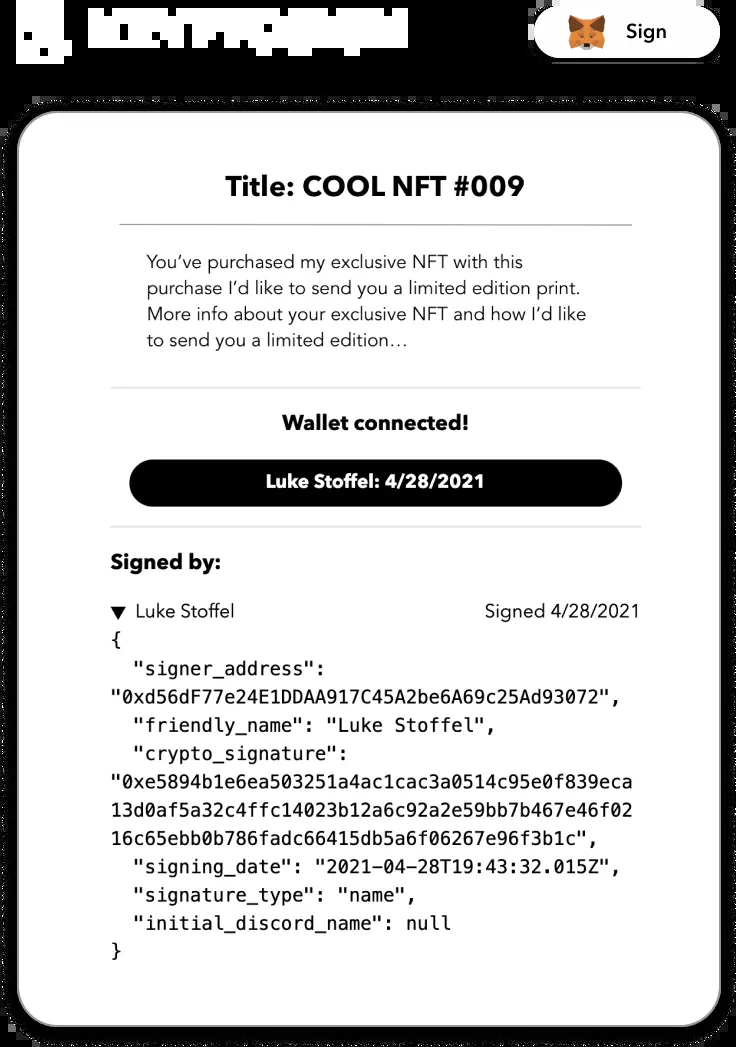 Sign
Title: COOL NFT #009
You’ve purchased my exclusive NFT with this
purchase I’d like to send you a limited edition print.
More info about your exclusive NFT and how I’d like
to send you a limited edition…
Wallet connected!
Luke Stoffel: 4/28/2021
Signed by:
▼ Luke Stoffel Signed 4/28/2021
{
"signer_address":
"0xd56dF77e24E1DDAA917C45A2be6A69c25Ad93072",
"friendly_name": "Luke Stoffel",
"crypto_signature":
"0xe5894b1e6ea503251a4ac1cac3a0514c95e0f839eca
13d0af5a32c4ffc14023b12a6c92a2e59bb7b467e46f02
16c65ebb0b786fadc66415db5a6f06267e96f3b1c",
"signing_date": "2021-04-28T19:43:32.015Z",
"signature_type": "name",
"initial_discord_name": null
}